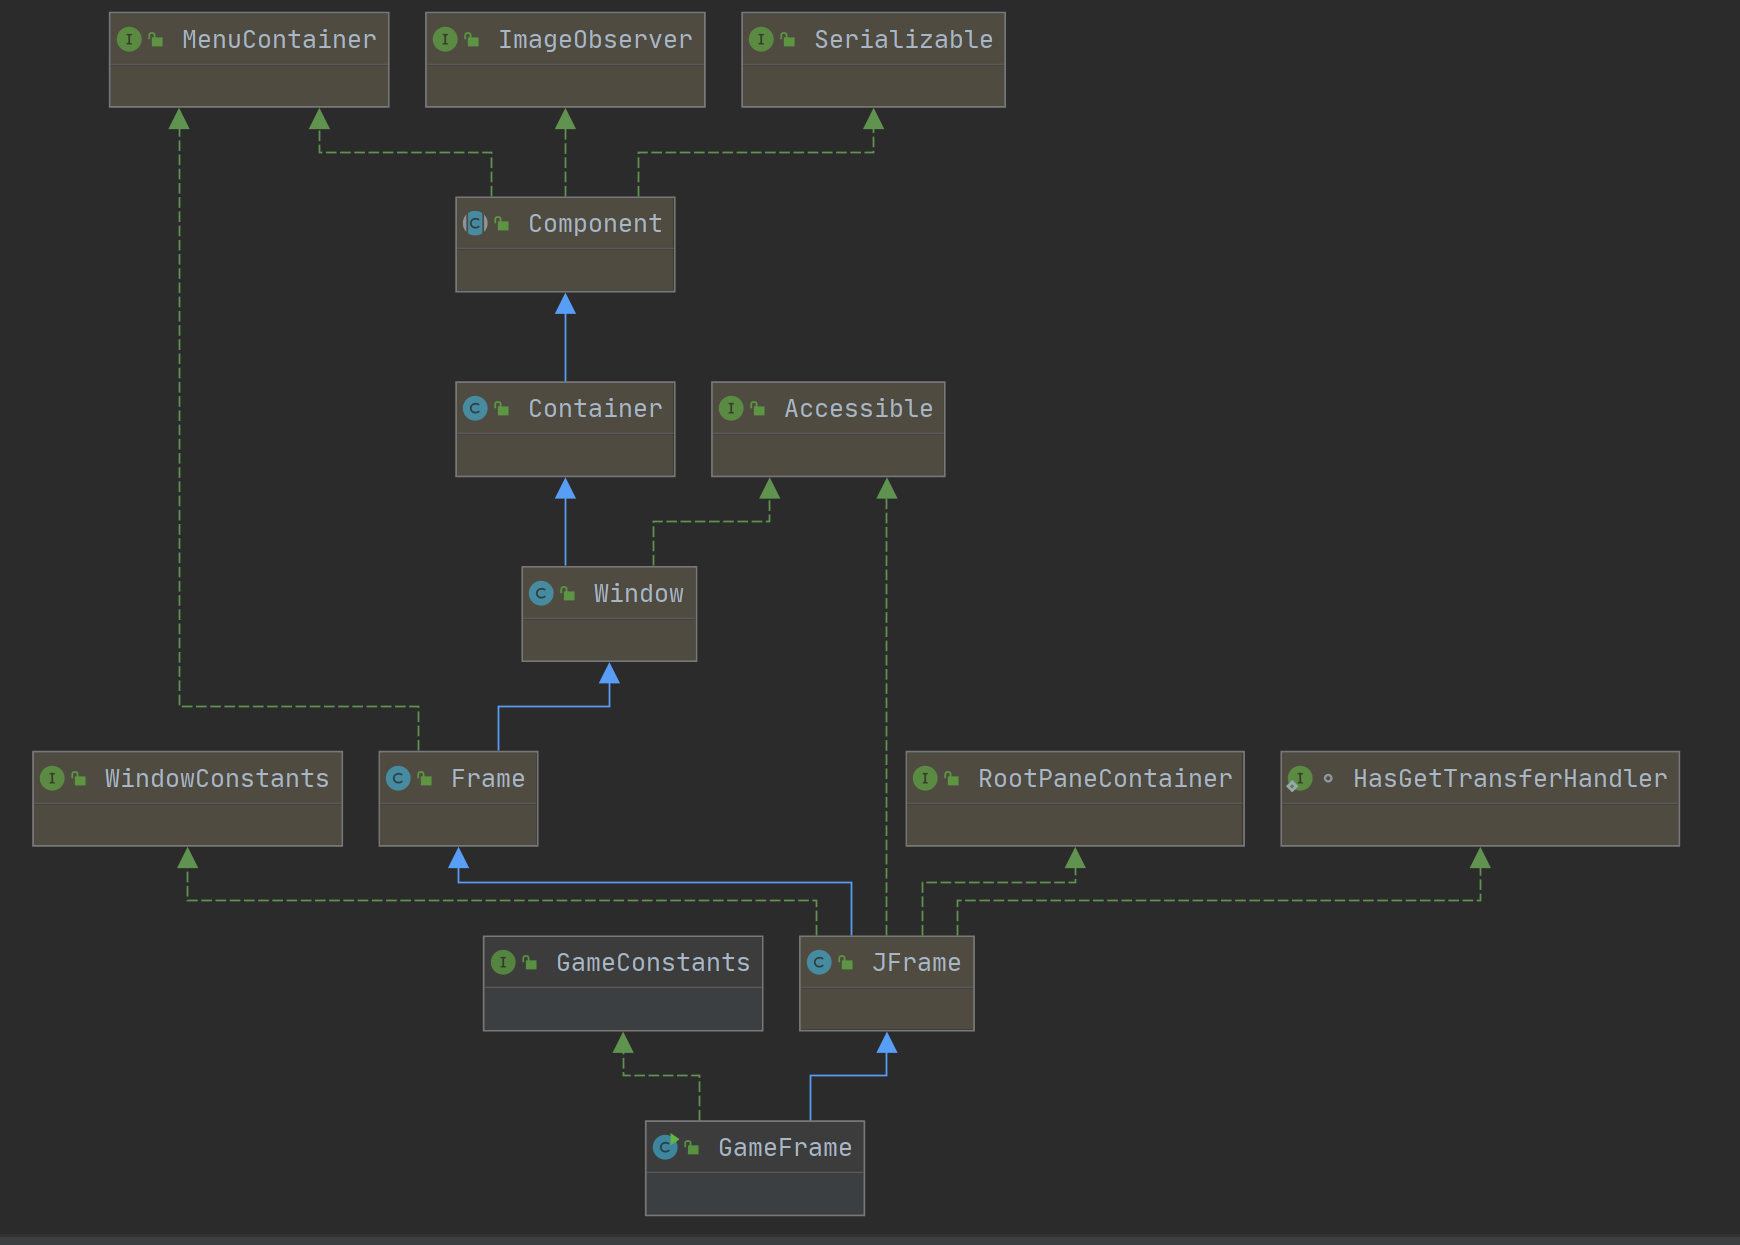 MenuContainer
ImageObserver
Serializable
Component
Container
Accessible
Window
WindowConstants
Frame
RootPaneContainer
HasGetTransferHandler
GameConstants
JFrame
GameFrame